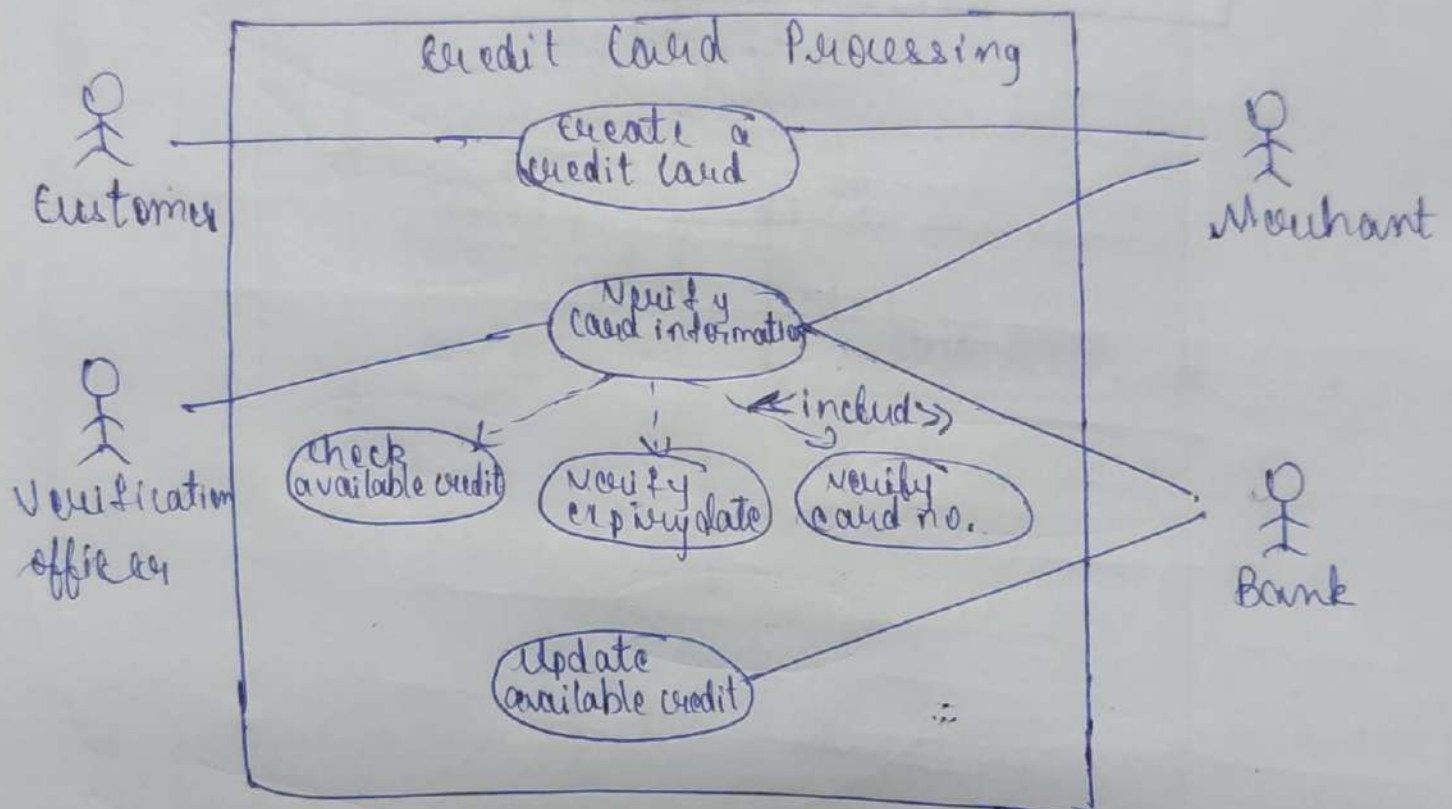 Credit Card Processing
Create a
credit Card
Customer
Merchant
Verify
Card information
<<includs>>
Check
available credit
Verify
expiry date
verify
card no.
Verification
officer
Bank
Update
available credit